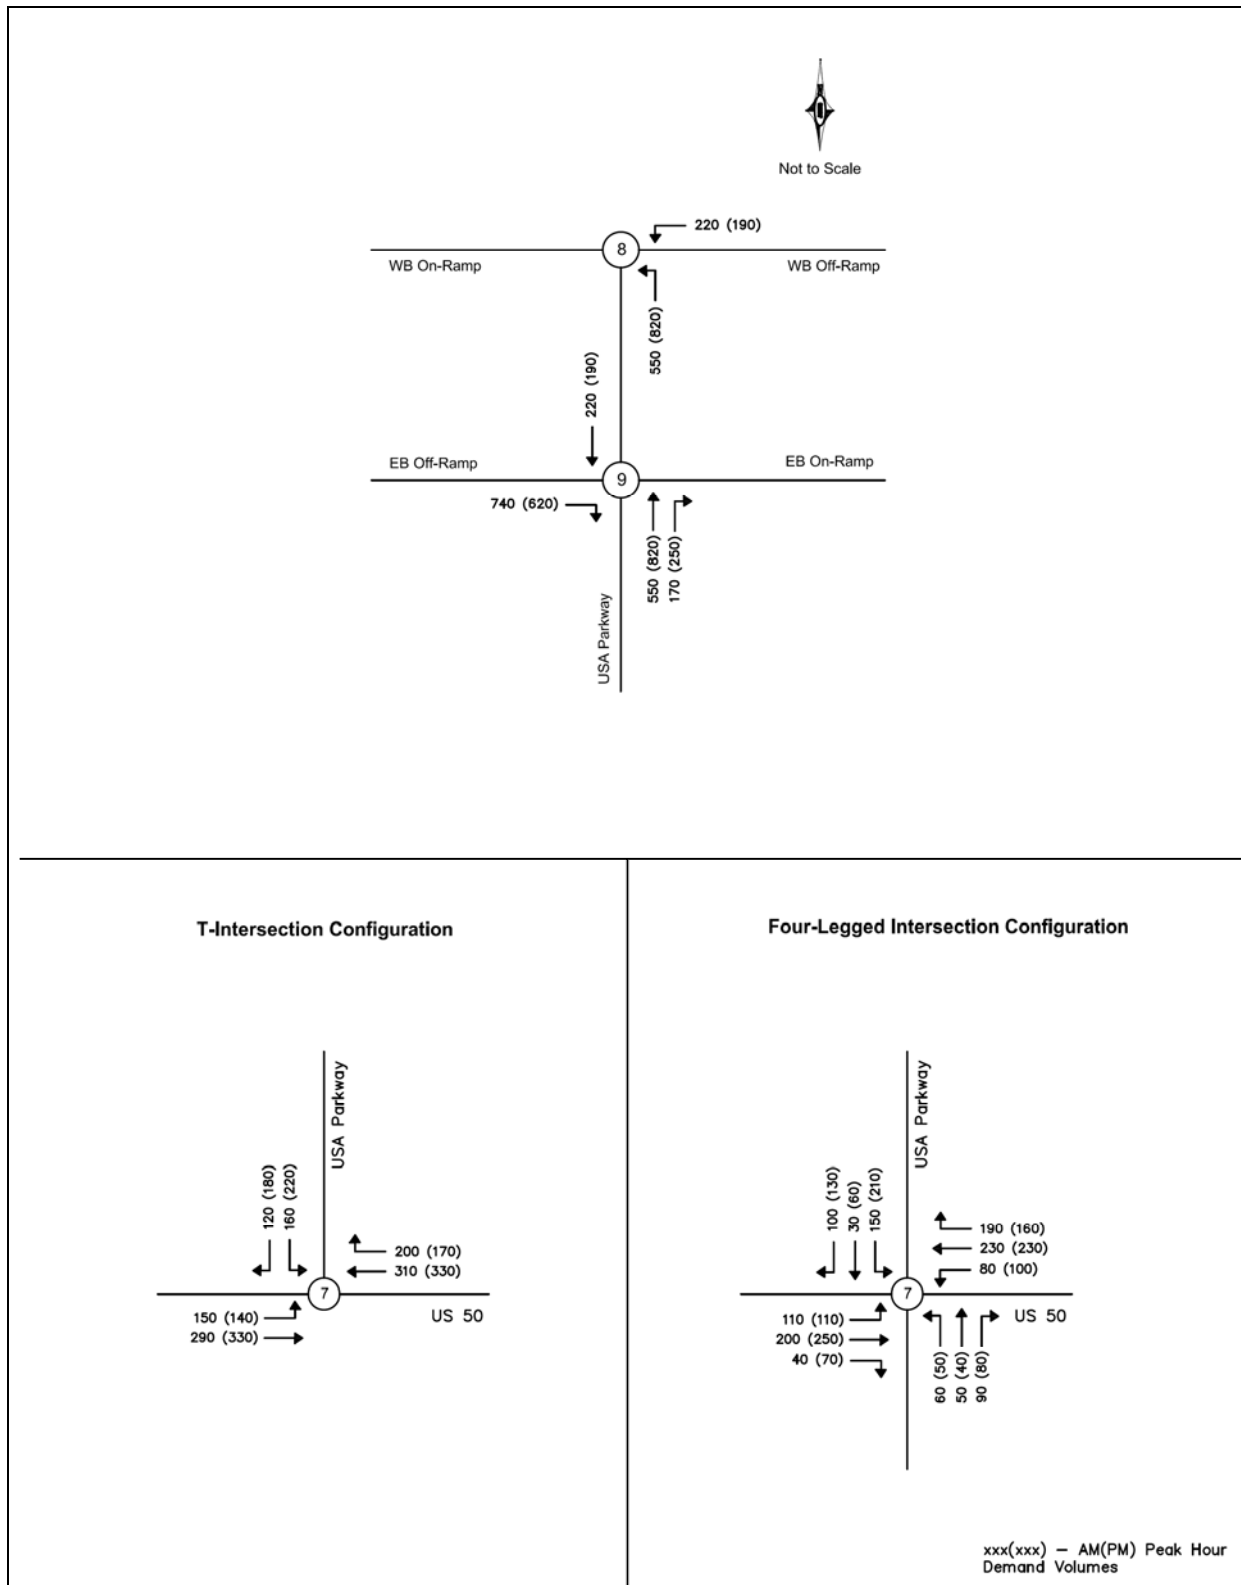 Not to Scale
220 (190)
8
WB On-Ramp
WB Off-Ramp
550 (820)
220 (190)
EB Off-Ramp
EB On-Ramp
9
740 (620)
550 (820)
170 (250)
USA Parkway
T-Intersection Configuration
USA Parkway
120 (180)
160 (220)
200 (170)
310 (330)
7
150 (140)
290 (330)
US 50
Four-Legged Intersection Configuration
USA Parkway
100 (130)
30 (60)
150 (210)
190 (160)
230 (230)
80 (100)
7
110 (110)
200 (250)
40 (70)
US 50
60 (50)
50 (40)
90 (80)
xxx(xxx) – AM(PM) Peak Hour
Demand Volumes